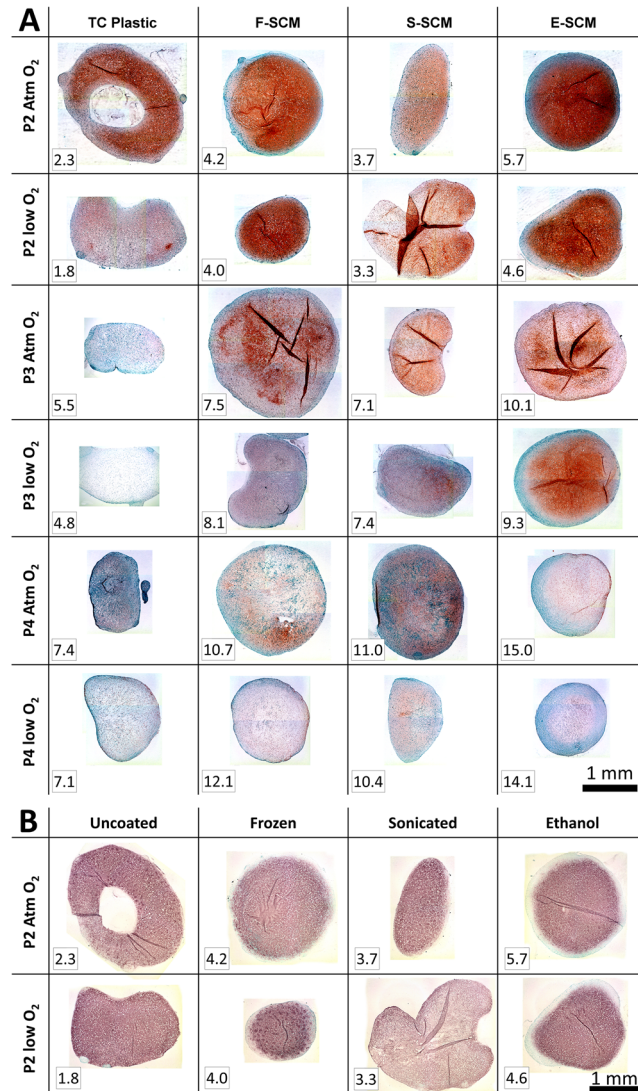 A TC Plastic F-SCM S-SCM E-SCM
P2 Atm O₂
2.3 4.2 3.7 5.7
P2 low O₂
1.8 4.0 3.3 4.6
P3 Atm O₂
5.5 7.5 7.1 10.1
P3 low O₂
4.8 8.1 7.4 9.3
P4 Atm O₂
7.4 10.7 11.0 15.0
P4 low O₂
7.1 12.1 10.4 14.1
1 mm
B Uncoated Frozen Sonicated Ethanol
P2 Atm O₂
2.3 4.2 3.7 5.7
P2 low O₂
1.8 4.0 3.3 4.6
1 mm